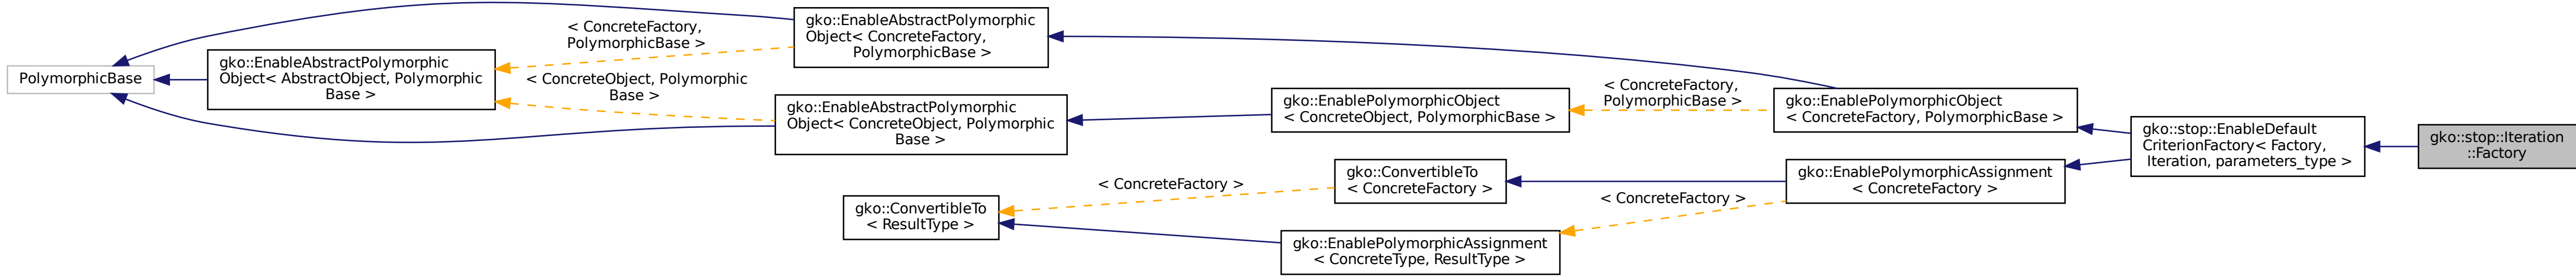 PolymorphicBase
gko::EnableAbstractPolymorphic
Object< AbstractObject, Polymorphic
Base >
< ConcreteFactory,
PolymorphicBase >
< ConcreteObject, Polymorphic
Base >
gko::EnableAbstractPolymorphic
Object< ConcreteFactory,
PolymorphicBase >
gko::EnableAbstractPolymorphic
Object< ConcreteObject, Polymorphic
Base >
gko::ConvertibleTo
< ResultType >
< ConcreteFactory >
gko::EnablePolymorphicObject
< ConcreteObject, PolymorphicBase >
gko::ConvertibleTo
< ConcreteFactory >
gko::EnablePolymorphicAssignment
< ConcreteType, ResultType >
< ConcreteFactory,
PolymorphicBase >
< ConcreteFactory >
gko::EnablePolymorphicObject
< ConcreteFactory, PolymorphicBase >
gko::EnablePolymorphicAssignment
< ConcreteFactory >
gko::stop::EnableDefault
CriterionFactory< Factory,
Iteration, parameters_type >
gko::stop::Iteration
::Factory